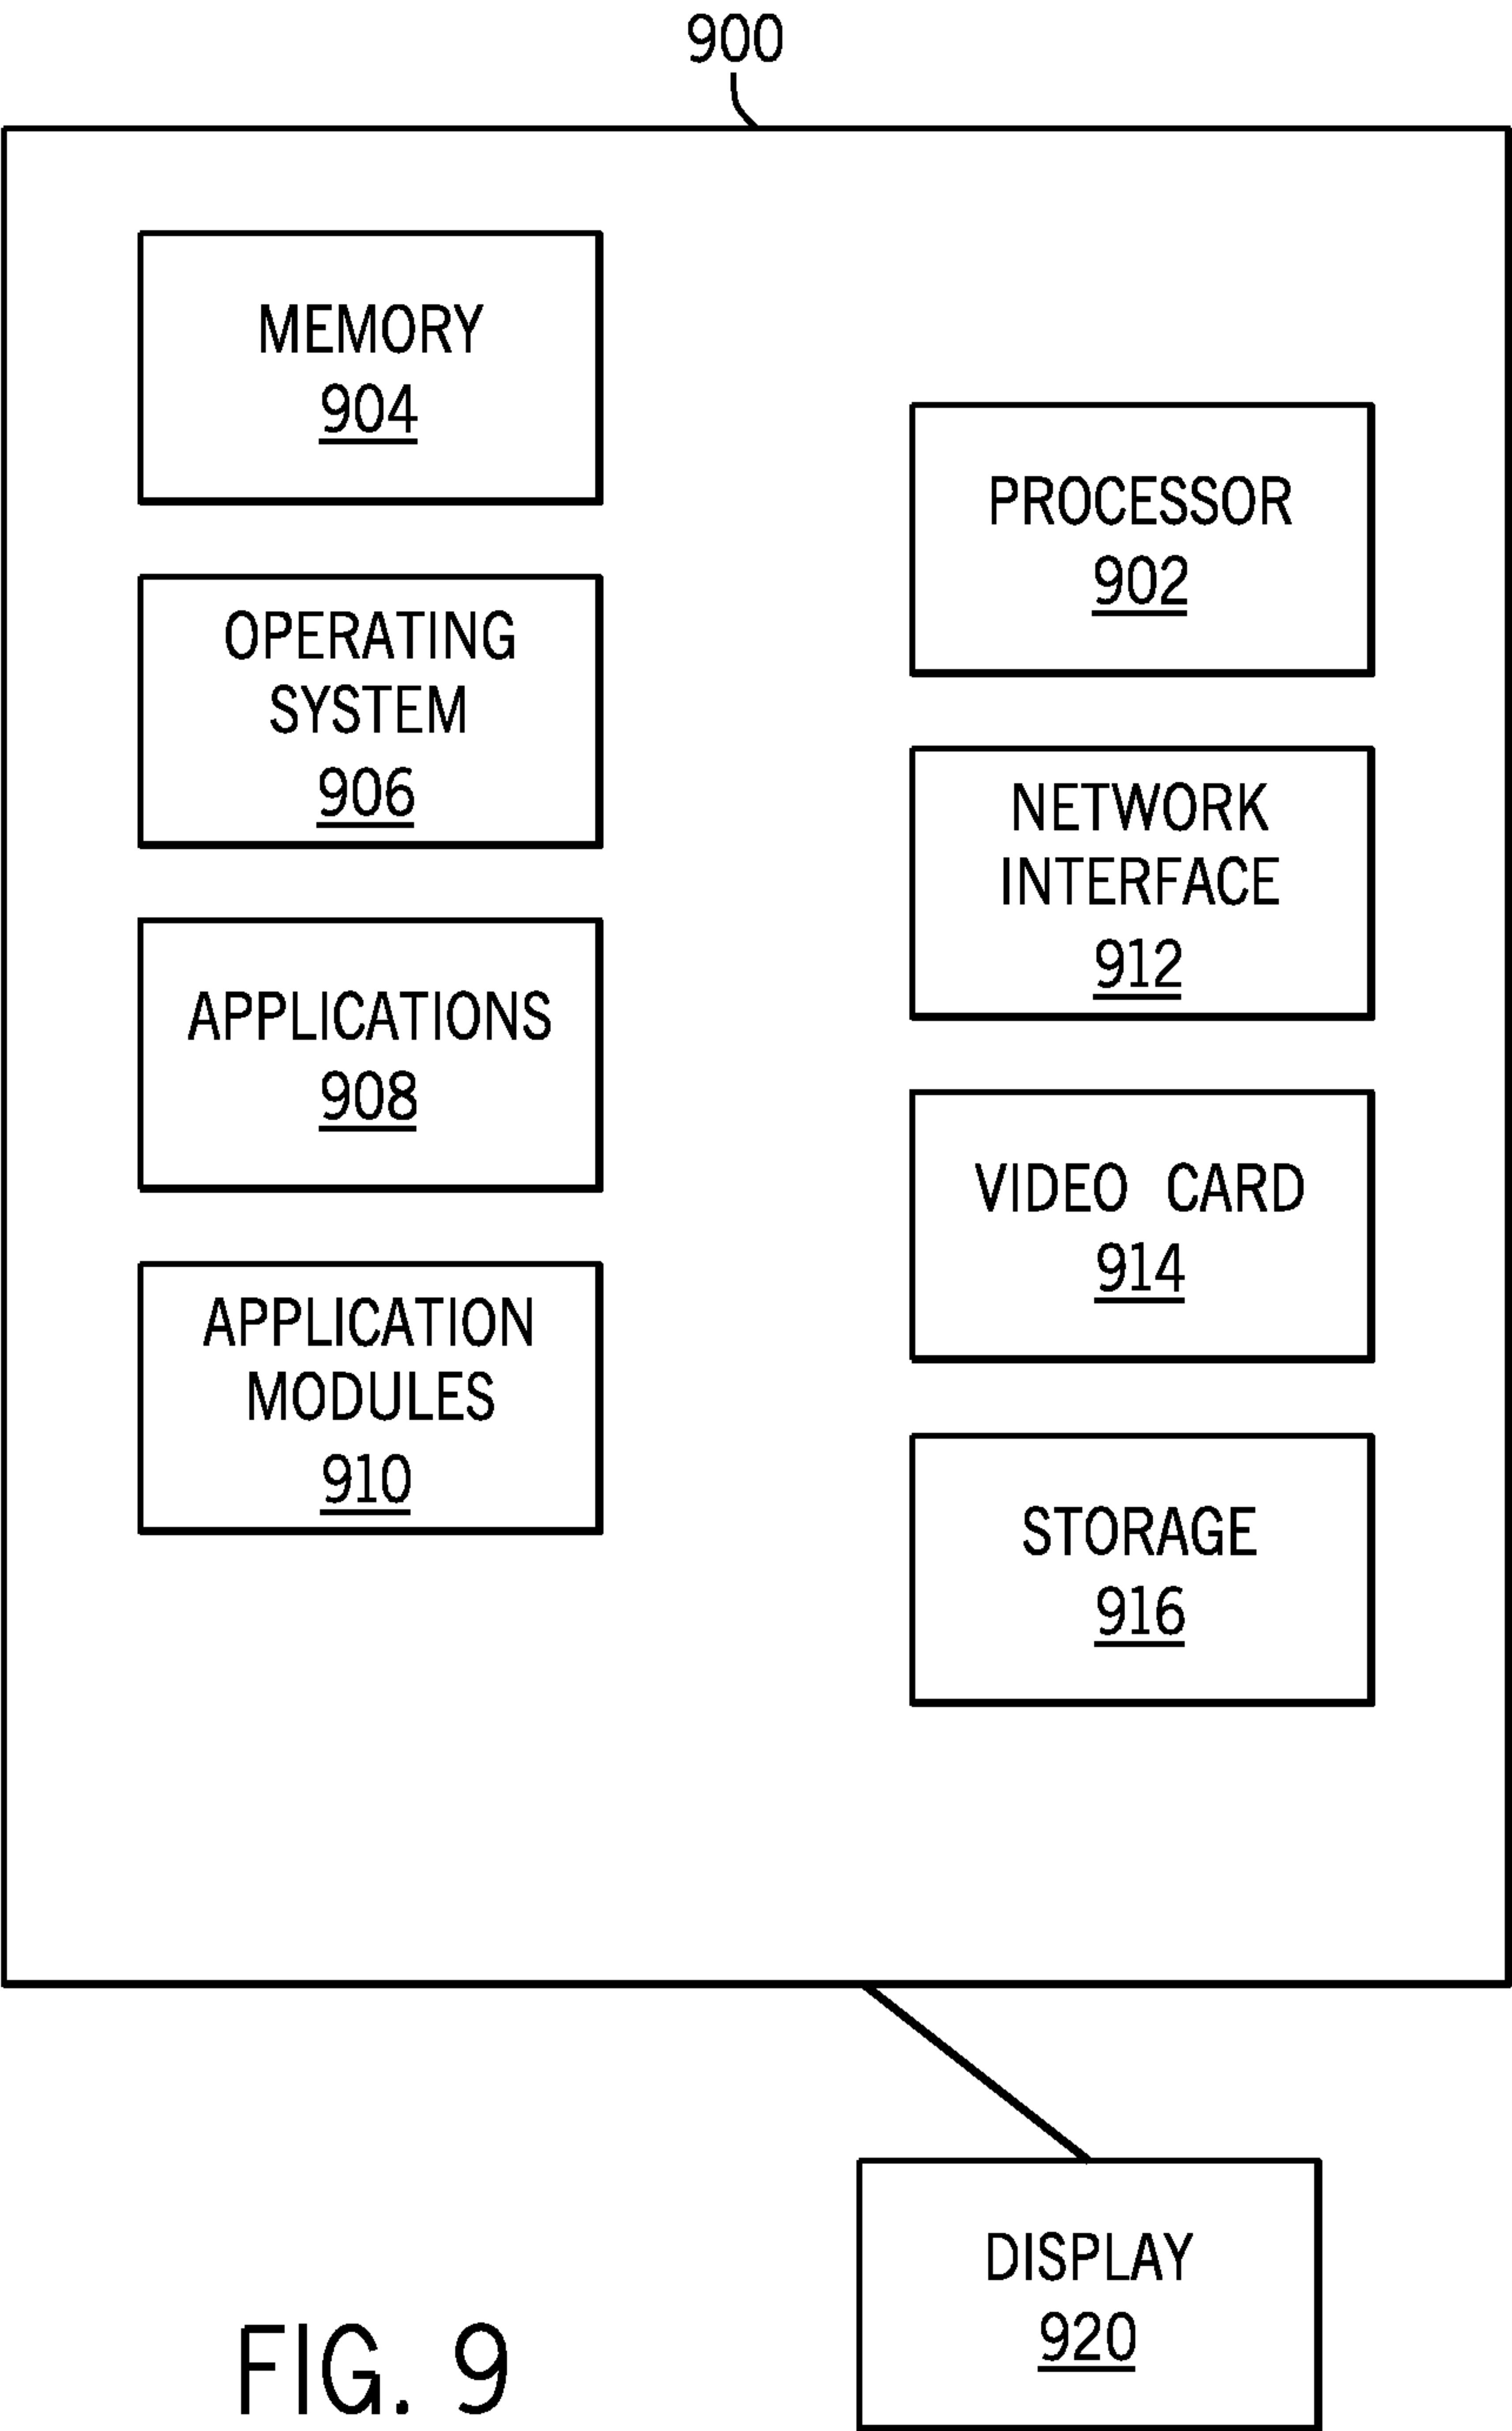 900
MEMORY
904
OPERATING
SYSTEM
906
APPLICATIONS
908
APPLICATION
MODULES
910
PROCESSOR
902
NETWORK
INTERFACE
912
VIDEO CARD
914
STORAGE
916
DISPLAY
920
FIG. 9